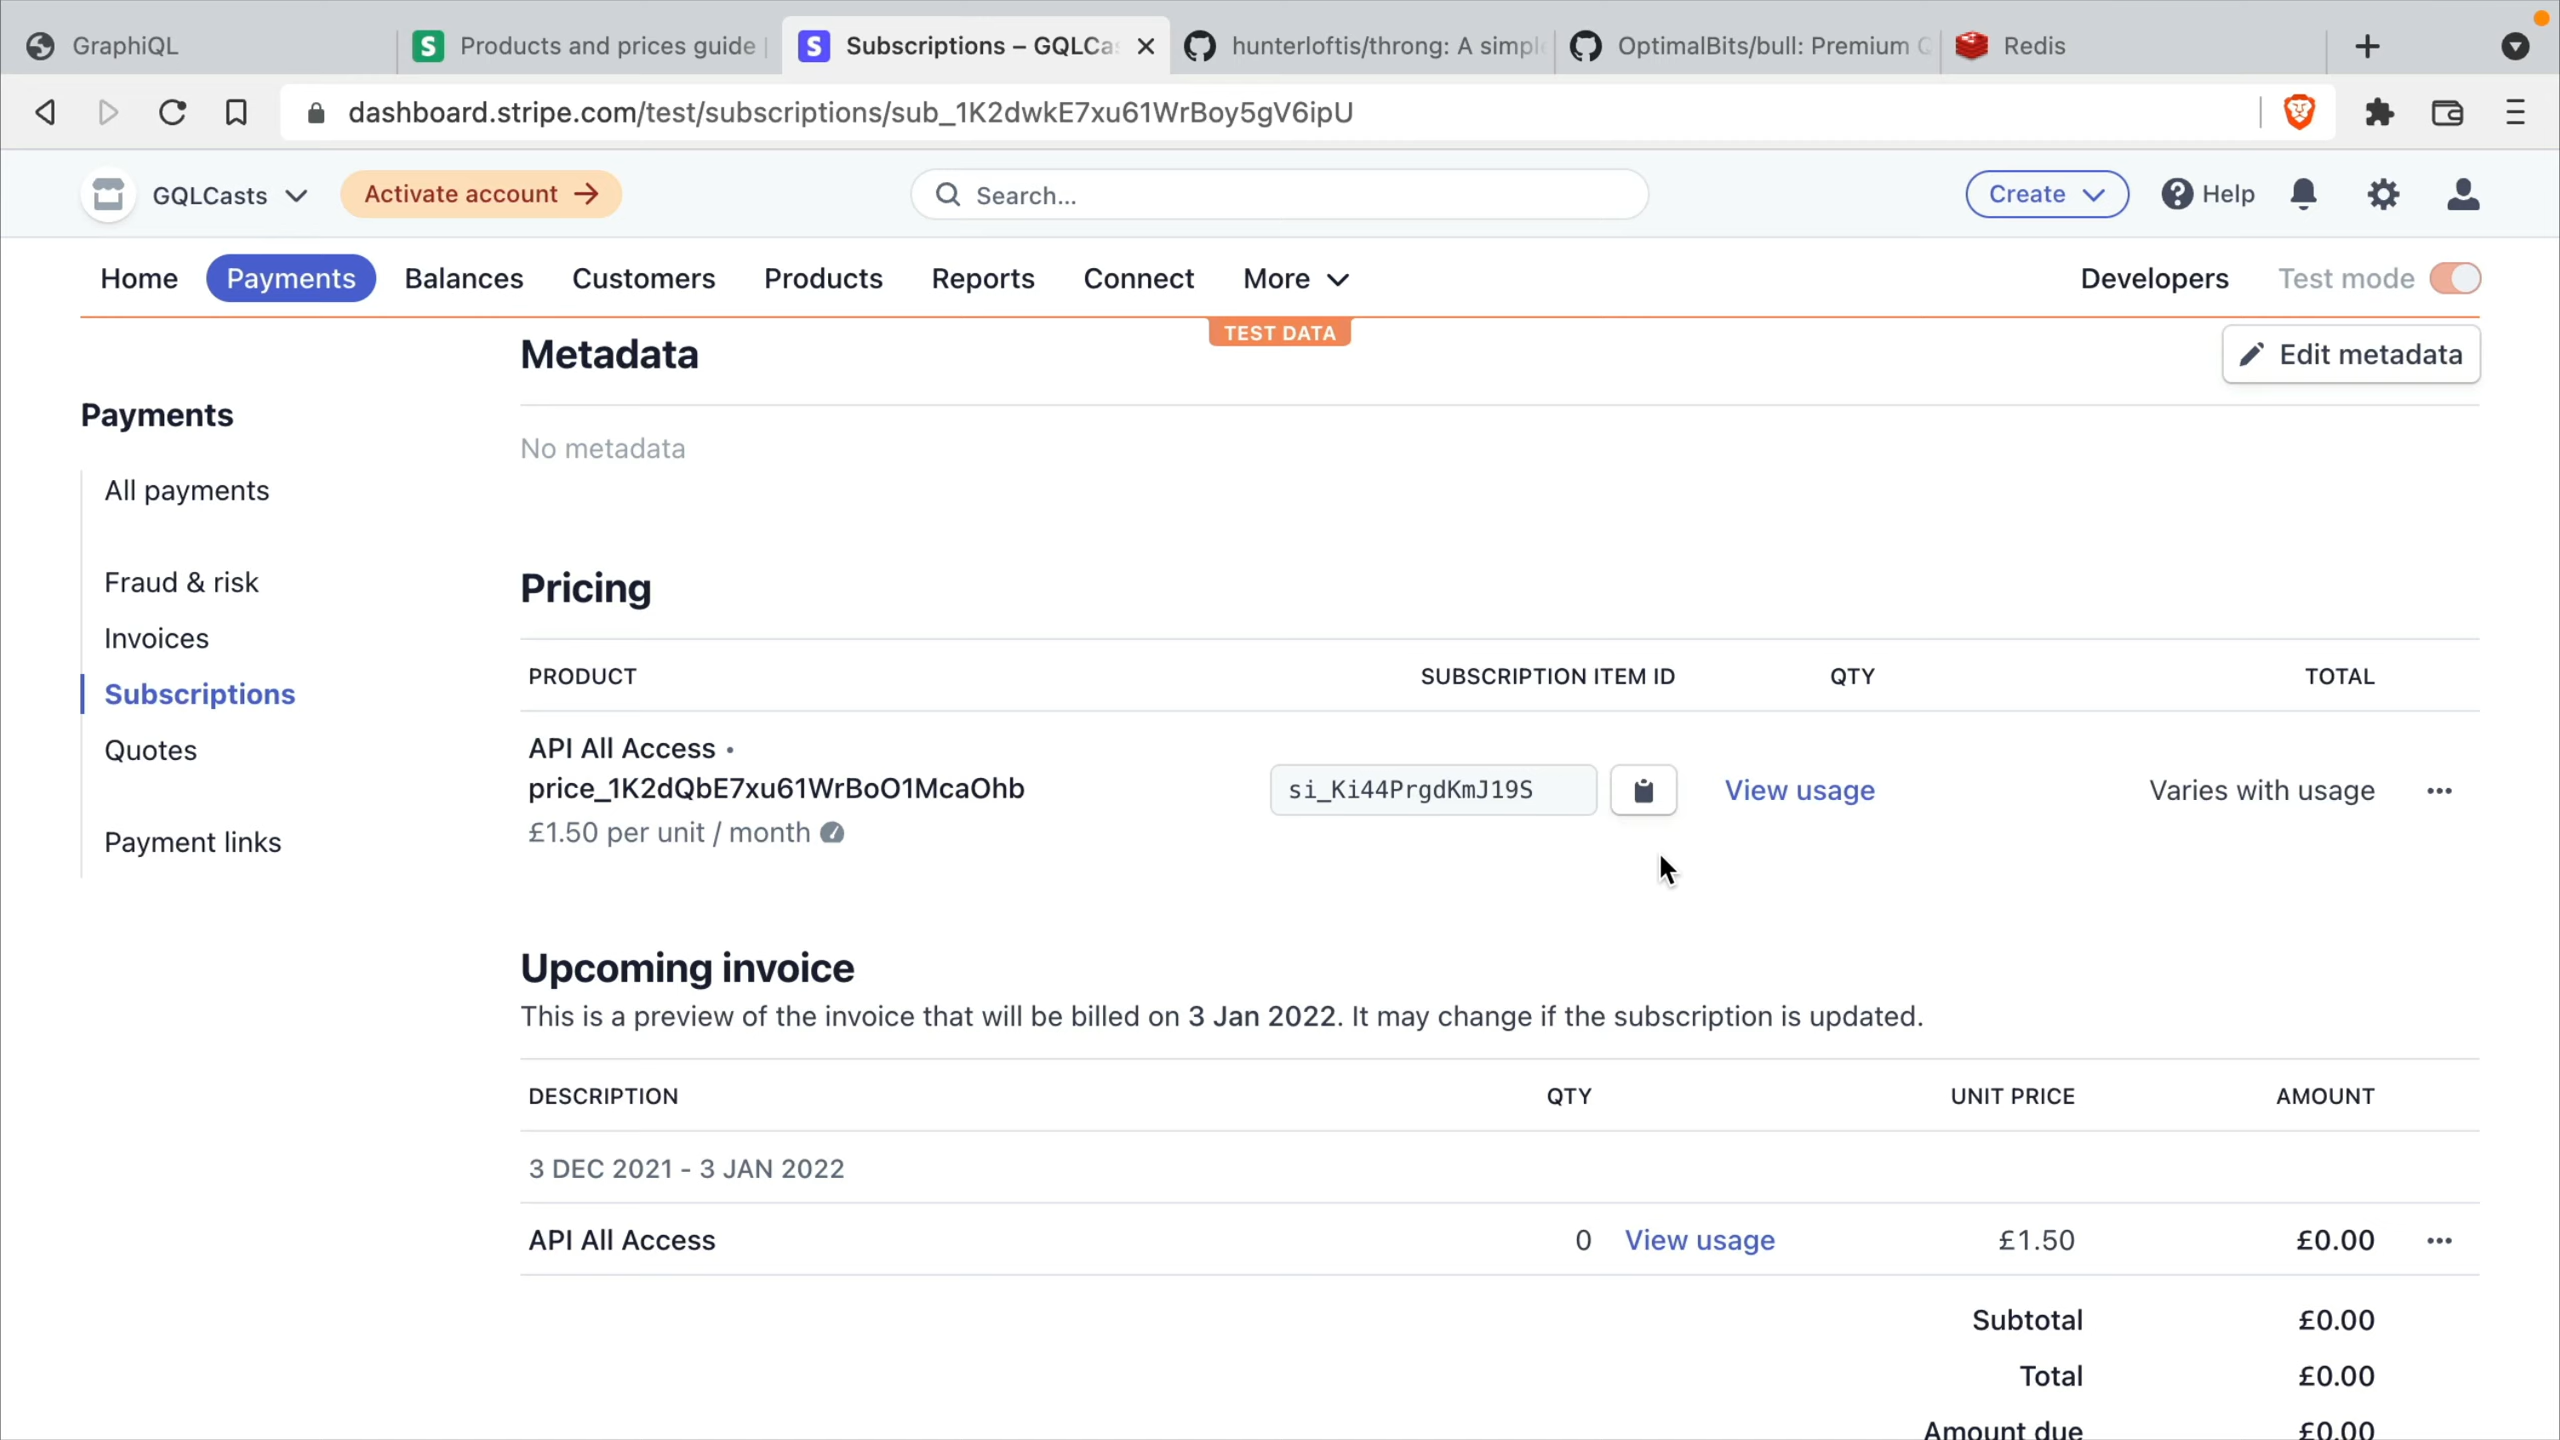 GraphiQL
Products and prices guide |
Subscriptions – GQLCas
hunterloftis/throng: A simple
OptimalBits/bull: Premium Q
Redis
dashboard.stripe.com/test/subscriptions/sub_1K2dwkE7xu61WrBoy5gV6ipU
GQLCasts
Activate account →
Search...
Create
Help
Home
Payments
Balances
Customers
Products
Reports
Connect
More
Developers
Test mode
TEST DATA
Metadata
Edit metadata
No metadata
Payments
All payments
Fraud & risk
Invoices
Subscriptions
Quotes
Payment links
Pricing
PRODUCT SUBSCRIPTION ITEM ID QTY TOTAL
API All Access •
price_1K2dQbE7xu61WrBoO1McaOhb
£1.50 per unit / month
si_Ki44PrgdKmJ19S
View usage
Varies with usage
Upcoming invoice
This is a preview of the invoice that will be billed on 3 Jan 2022. It may change if the subscription is updated.
DESCRIPTION QTY UNIT PRICE AMOUNT
3 DEC 2021 - 3 JAN 2022
API All Access 0 View usage £1.50 £0.00
Subtotal £0.00
Total £0.00
Amount due £0.00